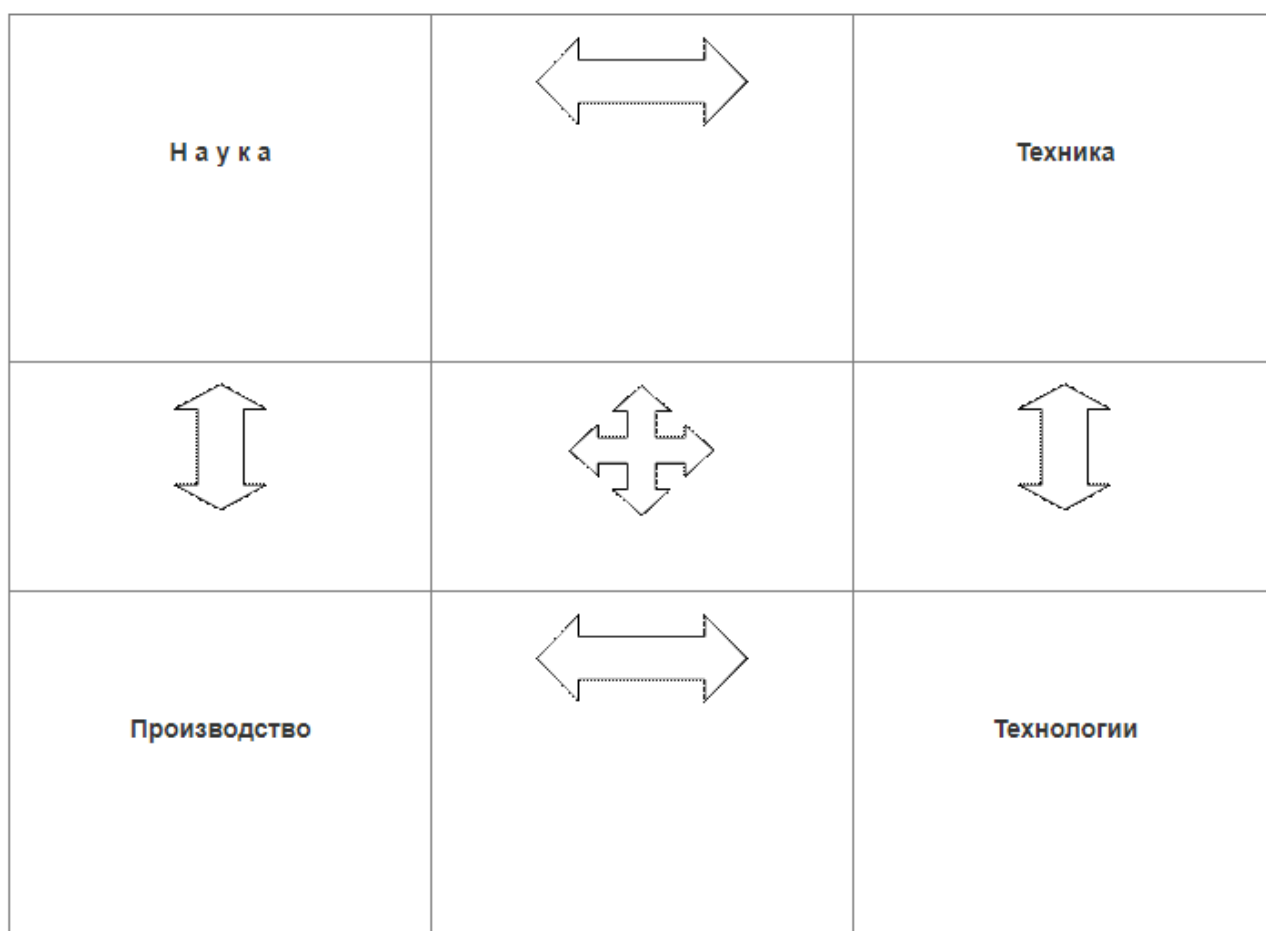 Н а у к а
Техника
Производство
Технологии